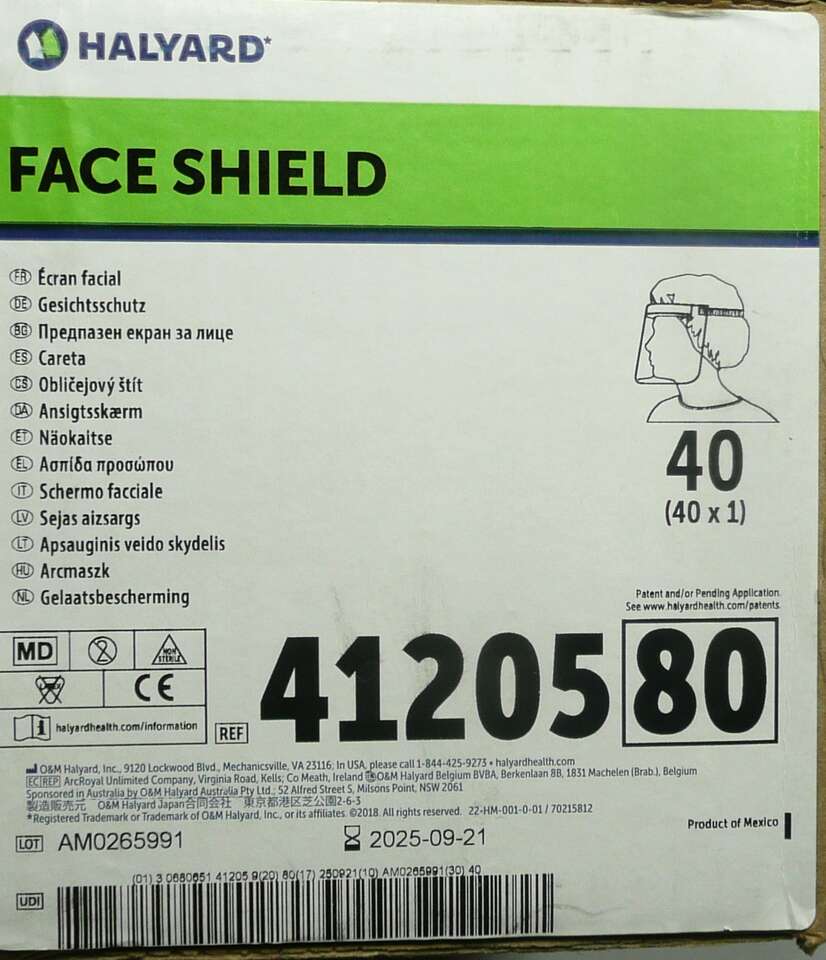 HALYARD*
FACE SHIELD
FR Écran facial
DE Gesichtsschutz
BG Предпазен екран за лице
ES Careta
CS Obličejový štít
DA Ansigtsskærm
ET Näokaitse
EL Ασπίδα προσώπου
IT Schermo facciale
LV Sejas aizsargs
LT Apsauginis veido skydelis
HU Arcmaszk
NL Gelaatsbescherming
40
(40 x 1)
Patent and/or Pending Application.
See www.halyardhealth.com/patents
MD 2 NON STERILE
CE
halyardhealth.com/information
REF 41205 80
O&M Halyard, Inc., 9120 Lockwood Blvd., Mechanicsville, VA 23116; In USA, please call 1-844-425-9273 • halyardhealth.com
EC REP ArcRoyal Unlimited Company, Virginia Road, Kells, Co Meath, Ireland O&M Halyard Belgium BVBA, Berkenlaan 8B, 1831 Machelen (Brab.), Belgium
Sponsored in Australia by O&M Halyard Australia Pty Ltd.; 52 Alfred Street S, Milsons Point, NSW 2061
製造販売元 O&M Halyard Japan合同会社 東京都港区芝公園2-6-3
*Registered Trademark or Trademark of O&M Halyard, Inc., or its affiliates. ©2018. All rights reserved. 22-HM-001-0-01 / 70215812
Product of Mexico
LOT AM0265991 2025-09-21
(01) 3 0680651 41205 9(20) 80(17) 250921(10) AM0265991(30) 40
UDI